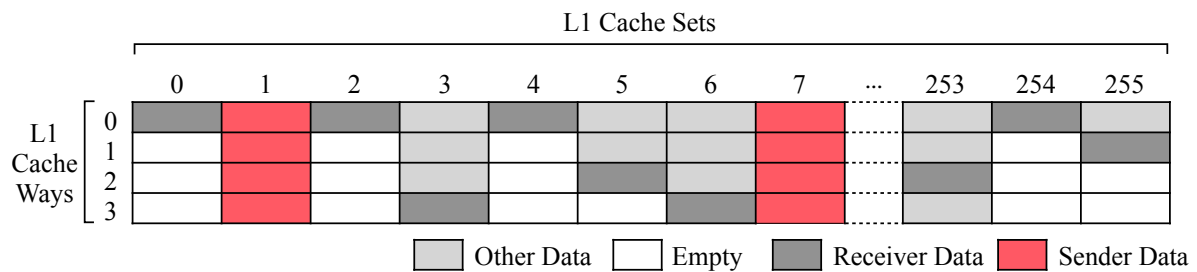 L1 Cache Sets
0 1 2 3 4 5 6 7 ... 253 254 255
L1
Cache
Ways
0
1
2
3
Other Data Empty Receiver Data Sender Data